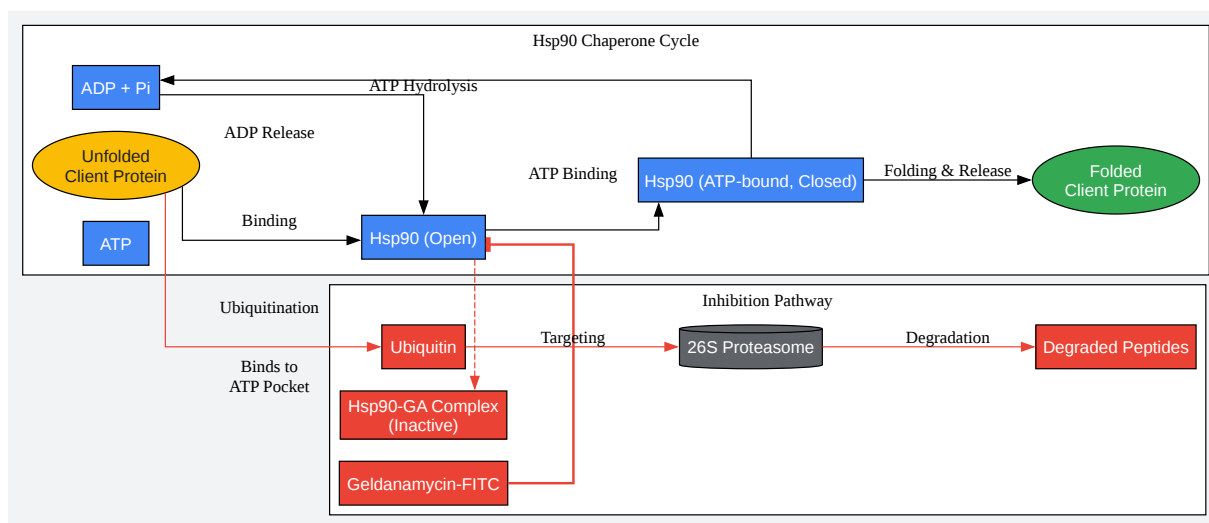 Hsp90 Chaperone Cycle
ADP + Pi
ATP Hydrolysis
ADP Release
Unfolded
Client Protein
ATP Binding
Hsp90 (ATP-bound, Closed)
Folding & Release
Folded
Client Protein
Binding
Hsp90 (Open)
ATP
Inhibition Pathway
Ubiquitination
Ubiquitin
Targeting
26S Proteasome
Degradation
Degraded Peptides
Binds to
ATP Pocket
Hsp90-GA Complex
(Inactive)
Geldanamycin-FITC